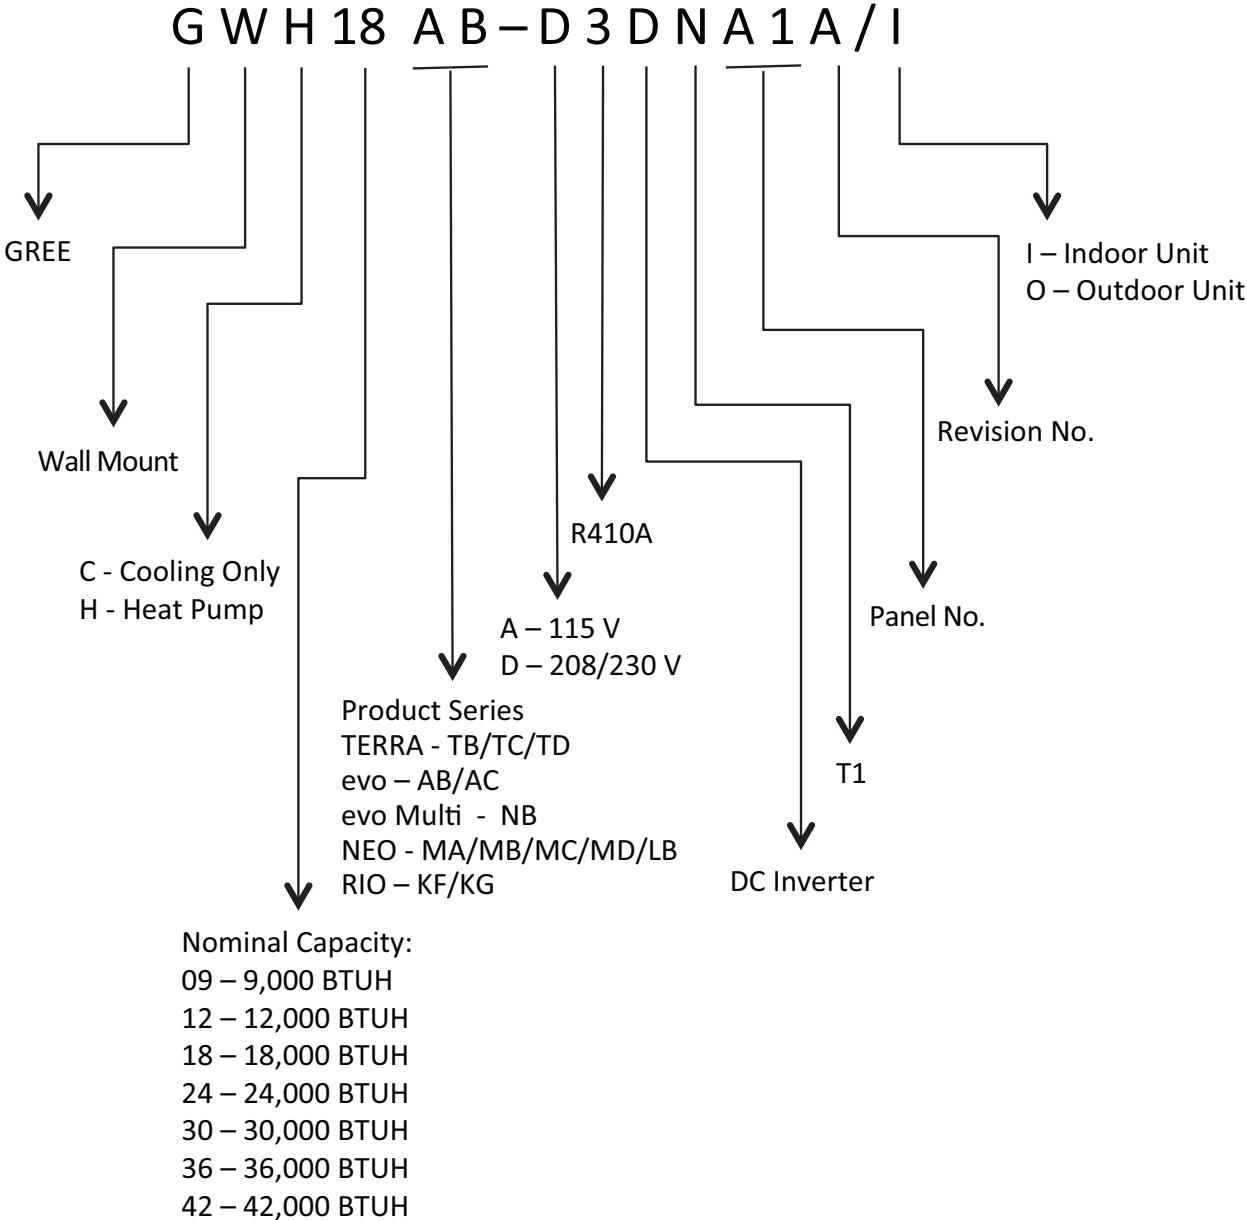 GWH18 AB–D3DNA1A/I
GREE
I – Indoor Unit
O – Outdoor Unit
Revision No.
Wall Mount
R410A
C - Cooling Only
H - Heat Pump
Panel No.
A – 115 V
D – 208/230 V
Product Series
TERRA - TB/TC/TD
evo – AB/AC
evo Multi - NB
NEO - MA/MB/MC/MD/LB
RIO – KF/KG
T1
DC Inverter
Nominal Capacity:
09 – 9,000 BTUH
12 – 12,000 BTUH
18 – 18,000 BTUH
24 – 24,000 BTUH
30 – 30,000 BTUH
36 – 36,000 BTUH
42 – 42,000 BTUH